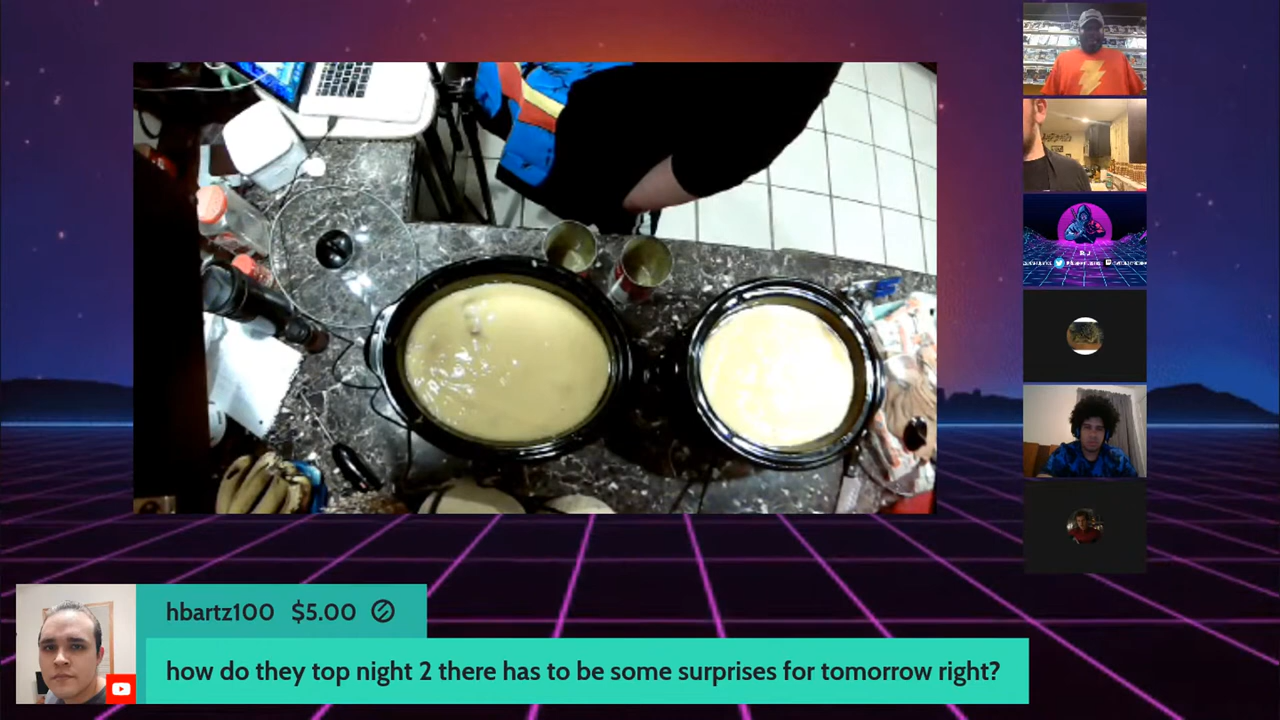 hbartz100 $5.00
how do they top night 2 there has to be some surprises for tomorrow right?